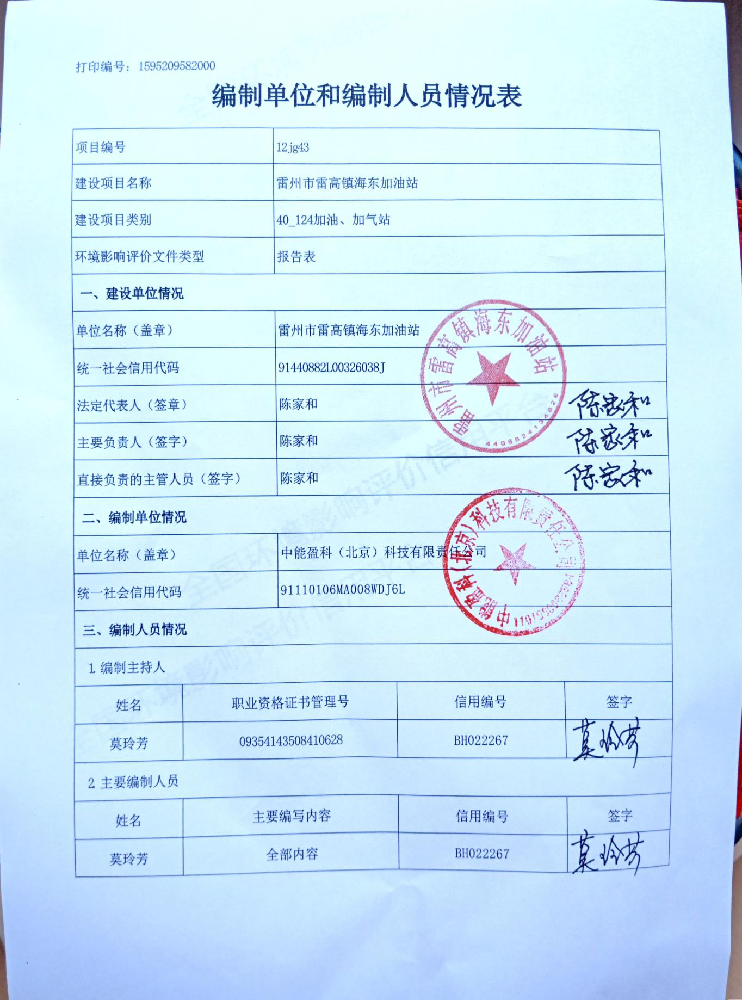 打印编号：1595209582000
编制单位和编制人员情况表
项目编号 12jg43
建设项目名称 雷州市雷高镇海东加油站
建设项目类别 40_124加油、加气站
环境影响评价文件类型 报告表
一、建设单位情况
单位名称（盖章） 雷州市雷高镇海东加油站
统一社会信用代码 91440882L00326038J
法定代表人（签章） 陈家和 陈家和
主要负责人（签字） 陈家和 陈家和
直接负责的主管人员（签字） 陈家和 陈家和
雷州市雷高镇海东加油站
4408824134626
二、编制单位情况
单位名称（盖章） 中能盈科（北京）科技有限责任公司
统一社会信用代码 91110106MA008WDJ6L
中能盈科（北京）科技有限责任公司
三、编制人员情况
1.编制主持人
姓名 职业资格证书管理号 信用编号 签字
莫玲芳 09354143508410628 BH022267 莫玲芳
2.主要编制人员
姓名 主要编写内容 信用编号 签字
莫玲芳 全部内容 BH022267 莫玲芳
全国环境影响评价信用平台
全国环境影响评价信用平台